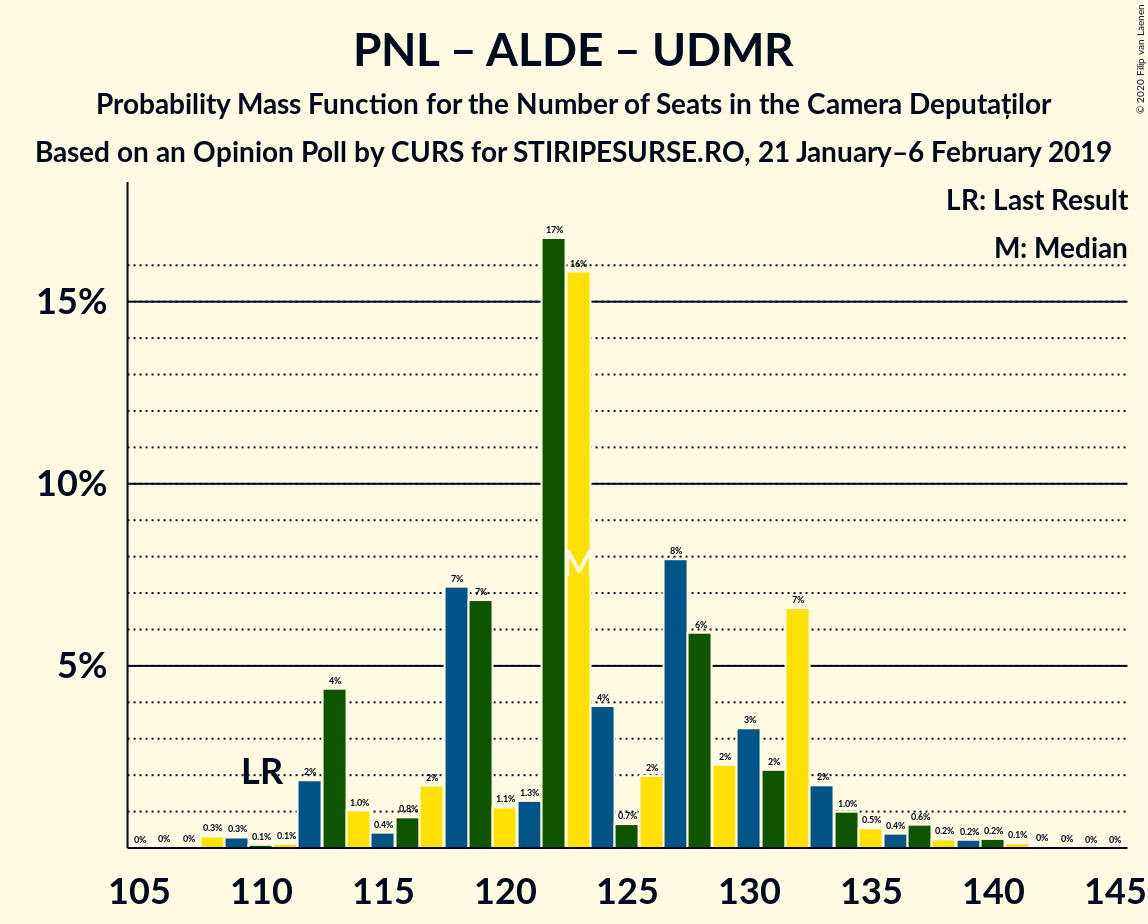 PNL – ALDE – UDMR
Probability Mass Function for the Number of Seats in the Camera Deputaților
Based on an Opinion Poll by CURS for STIRIPESURSE.RO, 21 January–6 February 2019
© 2020 Filip van Laenen
LR: Last Result
M: Median
15%
10%
5%
0% 0% 0% 0.3% 0.3% 0.1% 0.1% 2% 4% 1.0% 0.4% 0.8% 2% 7% 7% 1.1% 1.3% 17% 16% 4% 0.7% 2% 8% 6% 2% 3% 2% 7% 2% 1.0% 0.5% 0.4% 0.6% 0.2% 0.2% 0.2% 0.1% 0% 0% 0% 0%
LR
M
105 110 115 120 125 130 135 140 145